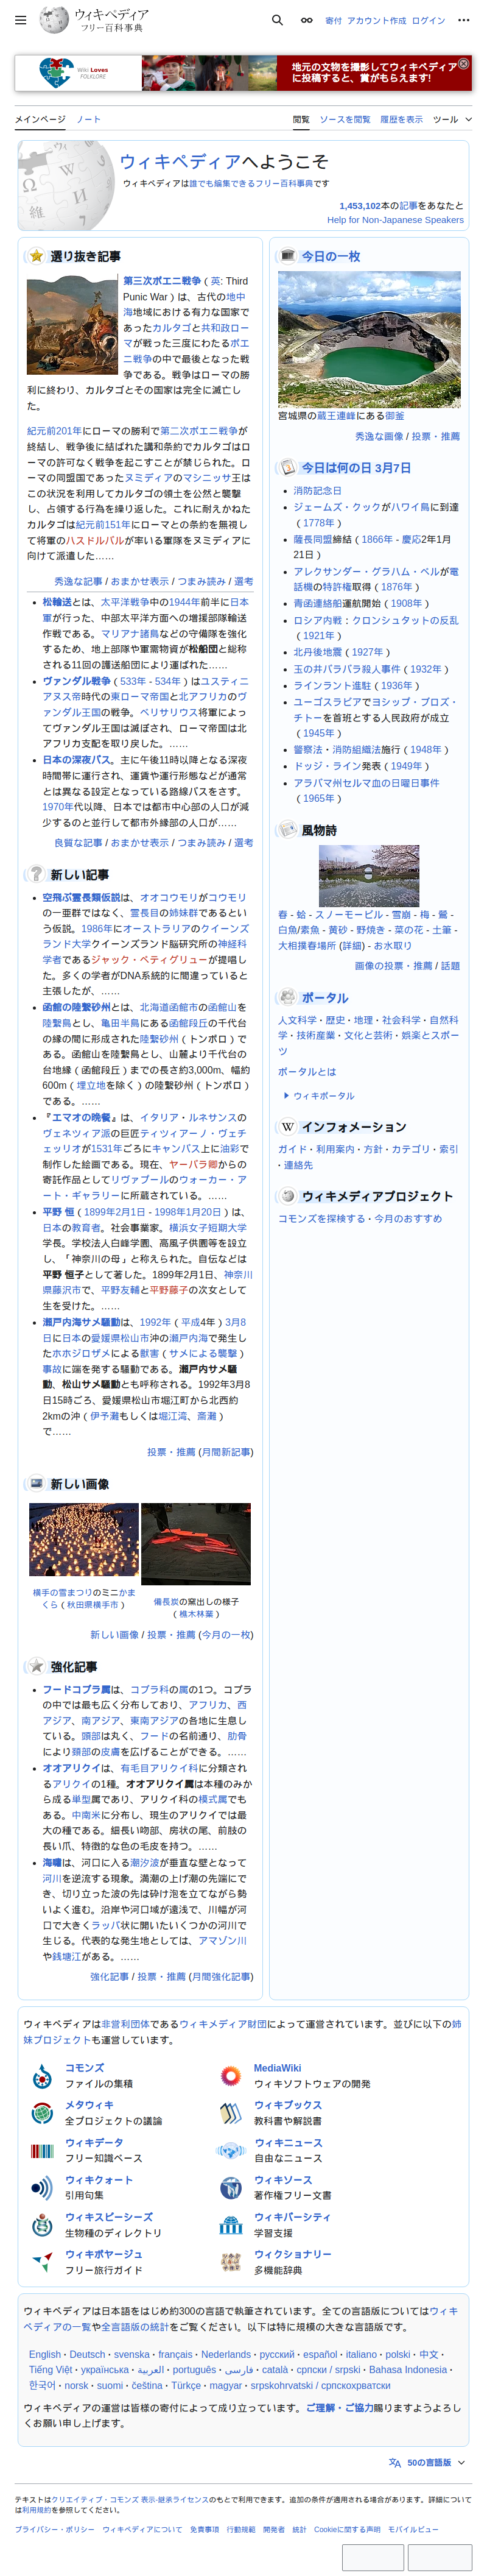 ウィキペディア
フリー百科事典
寄付 アカウント作成 ログイン
Wiki Loves
FOLKLORE
地元の文物を撮影してウィキペディア
に投稿すると、賞がもらえます!
メインページ ノート
閲覧 ソースを閲覧 履歴を表示 ツール
ウィキペディアへようこそ
ウィキペディアは誰でも編集できるフリー百科事典です
1,453,102本の記事をあなたと
Help for Non-Japanese Speakers
選り抜き記事
第三次ポエニ戦争（英: Third
Punic War）は、古代の地中
海地域における有力な国家で
あったカルタゴと共和政ロー
マが戦った三度にわたるポエ
ニ戦争の中で最後となった戦
争である。戦争はローマの勝
利に終わり、カルタゴとその国家は完全に滅亡し
た。
紀元前201年にローマの勝利で第二次ポエニ戦争が
終結し、戦争後に結ばれた講和条約でカルタゴはロ
ーマの許可なく戦争を起こすことが禁じられた。ロ
ーマの同盟国であったヌミディアのマシニッサ王は
この状況を利用してカルタゴの領土を公然と襲撃
し、占領する行為を繰り返した。これに耐えかねた
カルタゴは紀元前151年にローマとの条約を無視し
て将軍のハスドルバルが率いる軍隊をヌミディアに
向けて派遣した……
秀逸な記事 / おまかせ表示 / つまみ読み / 選考
松輸送とは、太平洋戦争中の1944年前半に日本
軍が行った、中部太平洋方面への増援部隊輸送
作戦である。マリアナ諸島などの守備隊を強化
するため、地上部隊や軍需物資が松船団と総称
される11回の護送船団により運ばれた……
ヴァンダル戦争（533年 - 534年）はユスティニ
アヌス帝時代の東ローマ帝国と北アフリカのヴ
ァンダル王国の戦争。ベリサリウス将軍によっ
てヴァンダル王国は滅ぼされ、ローマ帝国は北
アフリカ支配を取り戻した。……
日本の深夜バス。主に午後11時以降となる深夜
時間帯に運行され、運賃や運行形態などが通常
とは異なる設定となっている路線バスをさす。
1970年代以降、日本では都市中心部の人口が減
少するのと並行して都市外縁部の人口が……
良質な記事 / おまかせ表示 / つまみ読み / 選考
新しい記事
空飛ぶ霊長類仮説は、オオコウモリがコウモリ
の一亜群ではなく、霊長目の姉妹群であるとい
う仮説。1986年にオーストラリアのクイーンズ
ランド大学クイーンズランド脳研究所の神経科
学者であるジャック・ペティグリューが提唱し
た。多くの学者がDNA系統的に間違っていると
主張したが、……
函館の陸繋砂州とは、北海道函館市の函館山を
陸繋島とし、亀田半島にある函館段丘の千代台
の縁の間に存在する陸繋砂州（トンボロ）であ
る。函館山を陸繋島とし、山麓より千代台の台
地縁（函館段丘）までの長さ約3,000m、幅約
600m（埋立地を除く）の陸繋砂州（トンボロ）
である。……
『エマオの晩餐』は、イタリア・ルネサンスの
ヴェネツィア派の巨匠ティツィアーノ・ヴェチ
ェッリオが1531年ごろにキャンバス上に油彩で
制作した絵画である。現在、ヤーバラ卿からの
寄託作品としてリヴァプールのウォーカー・ア
ート・ギャラリーに所蔵されている。……
平野 恒（1899年2月1日 - 1998年1月20日）は、
日本の教育者。社会事業家。横浜女子短期大学
学長。学校法人白峰学園、高風子供園等を設立
し、「神奈川の母」と称えられた。自伝などは
平野 恒子として著した。1899年2月1日、神奈川
県藤沢市で、平野友輔と平野藤子の次女として
生を受けた。……
瀬戸内海サメ騒動は、1992年（平成4年）3月8
日に日本の愛媛県松山市沖の瀬戸内海で発生し
たホホジロザメによる獣害（サメによる襲撃）
事故に端を発する騒動である。瀬戸内サメ騒
動、松山サメ騒動とも呼称される。1992年3月8
日15時ごろ、愛媛県松山市堀江町から北西約
2kmの沖（伊予灘もしくは堀江湾、斎灘）
で……
投票・推薦 (月間新記事)
新しい画像
横手の雪まつりのミニかま
くら（秋田県横手市）
備長炭の窯出しの様子
（樵木林業）
新しい画像 / 投票・推薦 (今月の一枚)
強化記事
フードコブラ属は、コブラ科の属の1つ。コブラ
の中では最も広く分布しており、アフリカ、西
アジア、南アジア、東南アジアの各地に生息し
ている。頭部は丸く、フードの名前通り、肋骨
により頚部の皮膚を広げることができる。……
オオアリクイは、有毛目アリクイ科に分類され
るアリクイの1種。オオアリクイ属は本種のみか
ら成る単型属であり、アリクイ科の模式属でも
ある。中南米に分布し、現生のアリクイでは最
大の種である。細長い吻部、房状の尾、前肢の
長い爪、特徴的な色の毛皮を持つ。……
海嘯は、河口に入る潮汐波が垂直な壁となって
河川を逆流する現象。満潮の上げ潮の先端にで
き、切り立った波の先は砕け泡を立てながら勢
いよく進む。沿岸や河口域が遠浅で、川幅が河
口で大きくラッパ状に開いたいくつかの河川で
生じる。代表的な発生地としては、アマゾン川
や銭塘江がある。……
強化記事 / 投票・推薦 (月間強化記事)
今日の一枚
宮城県の蔵王連峰にある御釜
秀逸な画像 / 投票・推薦
今日は何の日 3月7日
消防記念日
ジェームズ・クックがハワイ島に到達
（1778年）
薩長同盟締結（1866年 - 慶応2年1月
21日）
アレクサンダー・グラハム・ベルが電
話機の特許権取得（1876年）
青函連絡船運航開始（1908年）
ロシア内戦：クロンシュタットの反乱
（1921年）
北丹後地震（1927年）
玉の井バラバラ殺人事件（1932年）
ラインラント進駐（1936年）
ユーゴスラビアでヨシップ・ブロズ・
チトーを首班とする人民政府が成立
（1945年）
警察法・消防組織法施行（1948年）
ドッジ・ライン発表（1949年）
アラバマ州セルマ血の日曜日事件
（1965年）
風物詩
春 - 蛤 - スノーモービル - 雪崩 - 梅 - 鶯 -
白魚/素魚 - 黄砂 - 野焼き - 菜の花 - 土筆 -
大相撲春場所 (詳細) - お水取り
画像の投票・推薦 / 話題
ポータル
人文科学・歴史・地理・社会科学・自然科
学・技術産業・文化と芸術・娯楽とスポー
ツ
ポータルとは
ウィキポータル
インフォメーション
ガイド・利用案内・方針・カテゴリ・索引
・連絡先
ウィキメディアプロジェクト
コモンズを探検する・今月のおすすめ
ウィキペディアは非営利団体であるウィキメディア財団によって運営されています。並びに以下の姉
妹プロジェクトも運営しています。
コモンズ
ファイルの集積
MediaWiki
ウィキソフトウェアの開発
メタウィキ
全プロジェクトの議論
ウィキブックス
教科書や解説書
ウィキデータ
フリー知識ベース
ウィキニュース
自由なニュース
ウィキクォート
引用句集
ウィキソース
著作権フリー文書
ウィキスピーシーズ
生物種のディレクトリ
ウィキバーシティ
学習支援
ウィキボヤージュ
フリー旅行ガイド
ウィクショナリー
多機能辞典
ウィキペディアは日本語をはじめ約300の言語で執筆されています。全ての言語版についてはウィキ
ペディアの一覧や全言語版の統計をご覧ください。以下は特に規模の大きな言語版です。
English・Deutsch・svenska・français・Nederlands・русский・español・italiano・polski・中文・
Tiếng Việt・українська・العربية・português・فارسی・català・српски / srpski・Bahasa Indonesia・
한국어・norsk・suomi・čeština・Türkçe・magyar・srpskohrvatski / српскохрватски
ウィキペディアの運営は皆様の寄付によって成り立っています。ご理解・ご協力賜りますようよろし
くお願い申し上げます。
50の言語版
テキストはクリエイティブ・コモンズ 表示-継承ライセンスのもとで利用できます。追加の条件が適用される場合があります。詳細については利用規約を参照してください。
プライバシー・ポリシー ウィキペディアについて 免責事項 行動規範 開発者 統計 Cookieに関する声明 モバイルビュー